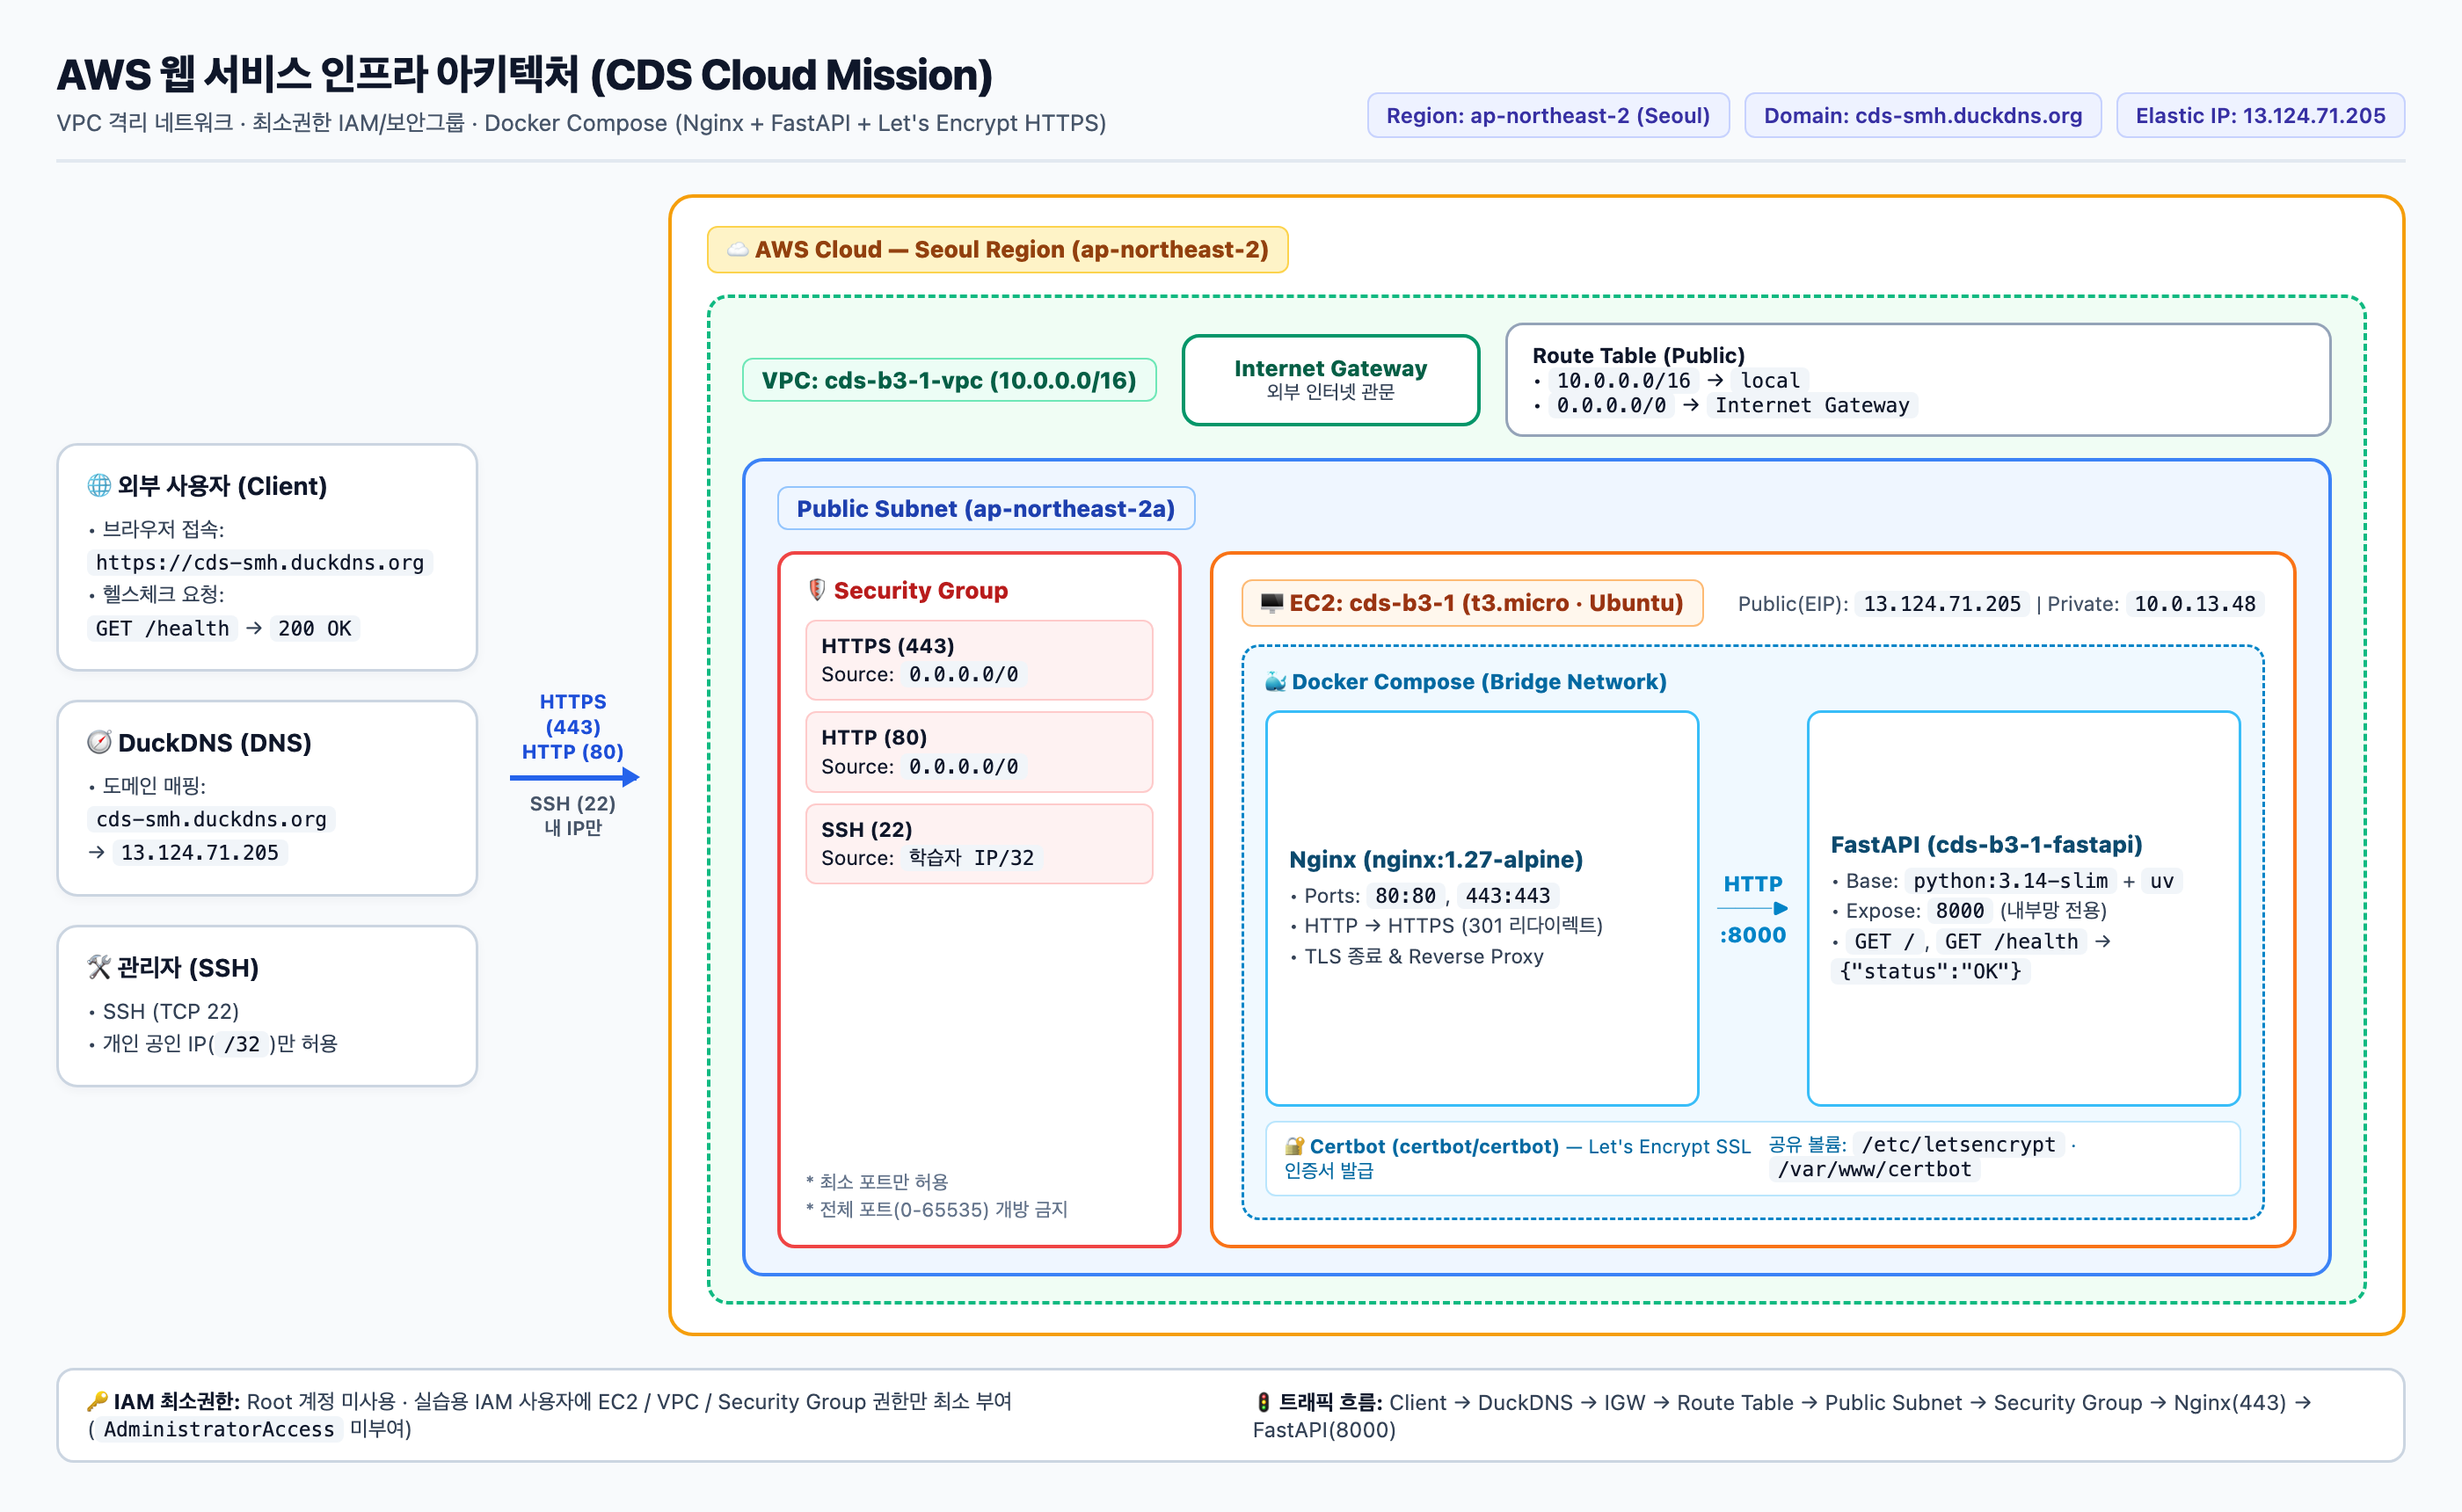 AWS 웹 서비스 인프라 아키텍처 (CDS Cloud Mission)
VPC 격리 네트워크 · 최소권한 IAM/보안그룹 · Docker Compose (Nginx + FastAPI + Let's Encrypt HTTPS)
Region: ap-northeast-2 (Seoul)
Domain: cds-smh.duckdns.org
Elastic IP: 13.124.71.205
🌐 외부 사용자 (Client)
• 브라우저 접속:
https://cds-smh.duckdns.org
• 헬스체크 요청:
GET /health → 200 OK
🧭 DuckDNS (DNS)
• 도메인 매핑:
cds-smh.duckdns.org
→ 13.124.71.205
🛠️ 관리자 (SSH)
• SSH (TCP 22)
• 개인 공인 IP( /32 )만 허용
HTTPS
(443)
HTTP (80)
SSH (22)
내 IP만
☁️ AWS Cloud — Seoul Region (ap-northeast-2)
VPC: cds-b3-1-vpc (10.0.0.0/16)
Internet Gateway
외부 인터넷 관문
Route Table (Public)
• 10.0.0.0/16 → local
• 0.0.0.0/0 → Internet Gateway
Public Subnet (ap-northeast-2a)
🛡️ Security Group
HTTPS (443)
Source: 0.0.0.0/0
HTTP (80)
Source: 0.0.0.0/0
SSH (22)
Source: 학습자 IP/32
* 최소 포트만 허용
* 전체 포트(0-65535) 개방 금지
🖥️ EC2: cds-b3-1 (t3.micro · Ubuntu)
Public(EIP): 13.124.71.205 | Private: 10.0.13.48
🐳 Docker Compose (Bridge Network)
Nginx (nginx:1.27-alpine)
• Ports: 80:80 , 443:443
• HTTP → HTTPS (301 리다이렉트)
• TLS 종료 & Reverse Proxy
HTTP
:8000
FastAPI (cds-b3-1-fastapi)
• Base: python:3.14-slim + uv
• Expose: 8000 (내부망 전용)
• GET / , GET /health →
{"status":"OK"}
🔐 Certbot (certbot/certbot) — Let's Encrypt SSL
인증서 발급
공유 볼륨: /etc/letsencrypt ·
/var/www/certbot
🔑 IAM 최소권한: Root 계정 미사용 · 실습용 IAM 사용자에 EC2 / VPC / Security Group 권한만 최소 부여
( AdministratorAccess 미부여)
🚦 트래픽 흐름: Client → DuckDNS → IGW → Route Table → Public Subnet → Security Group → Nginx(443) →
FastAPI(8000)